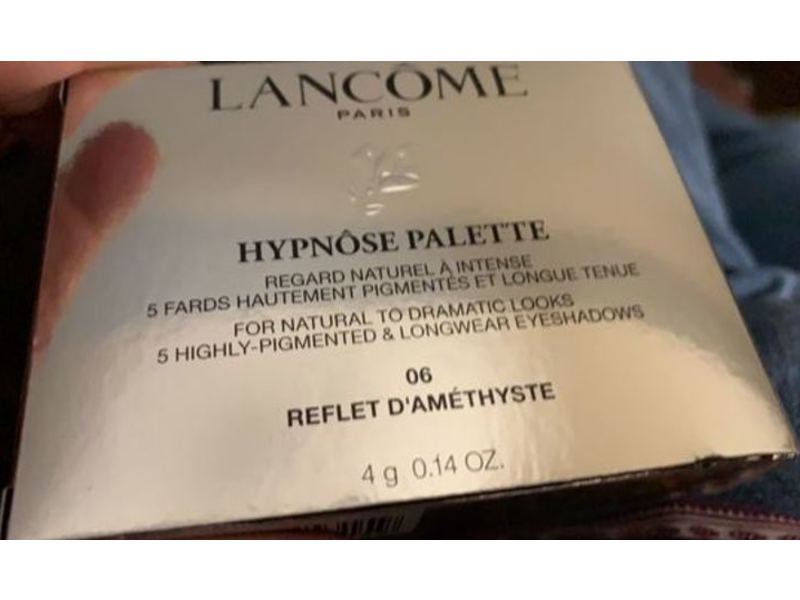 LANCÔME
PARIS
HYPNÔSE PALETTE
REGARD NATUREL À INTENSE
5 FARDS HAUTEMENT PIGMENTÉS ET LONGUE TENUE
FOR NATURAL TO DRAMATIC LOOKS
5 HIGHLY-PIGMENTED & LONGWEAR EYESHADOWS
06
REFLET D'AMÉTHYSTE
4 g 0.14 OZ.